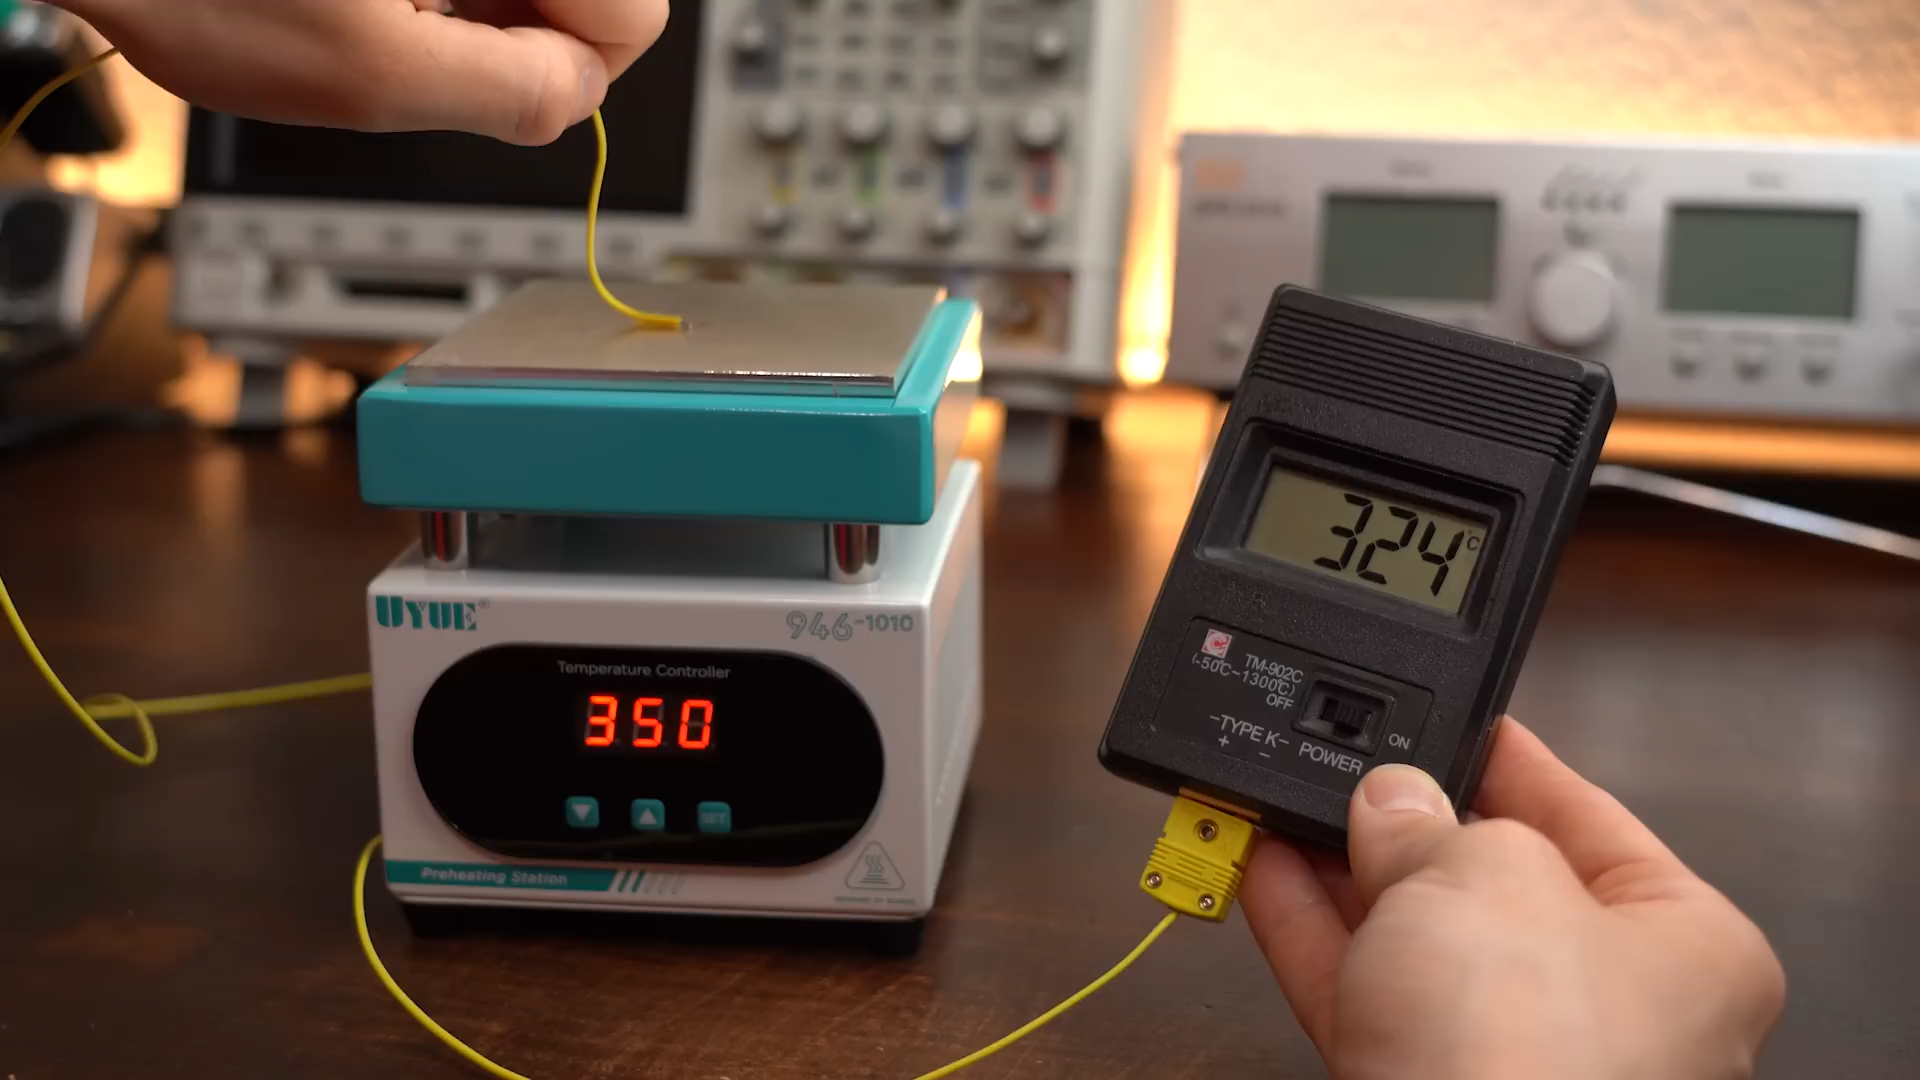 UYUE®
946-1010
Temperature Controller
350
SET
Preheating Station
324 °C
TM-902C
(-50°C~1300°C)
OFF
-TYPE K-
+ -
POWER
ON